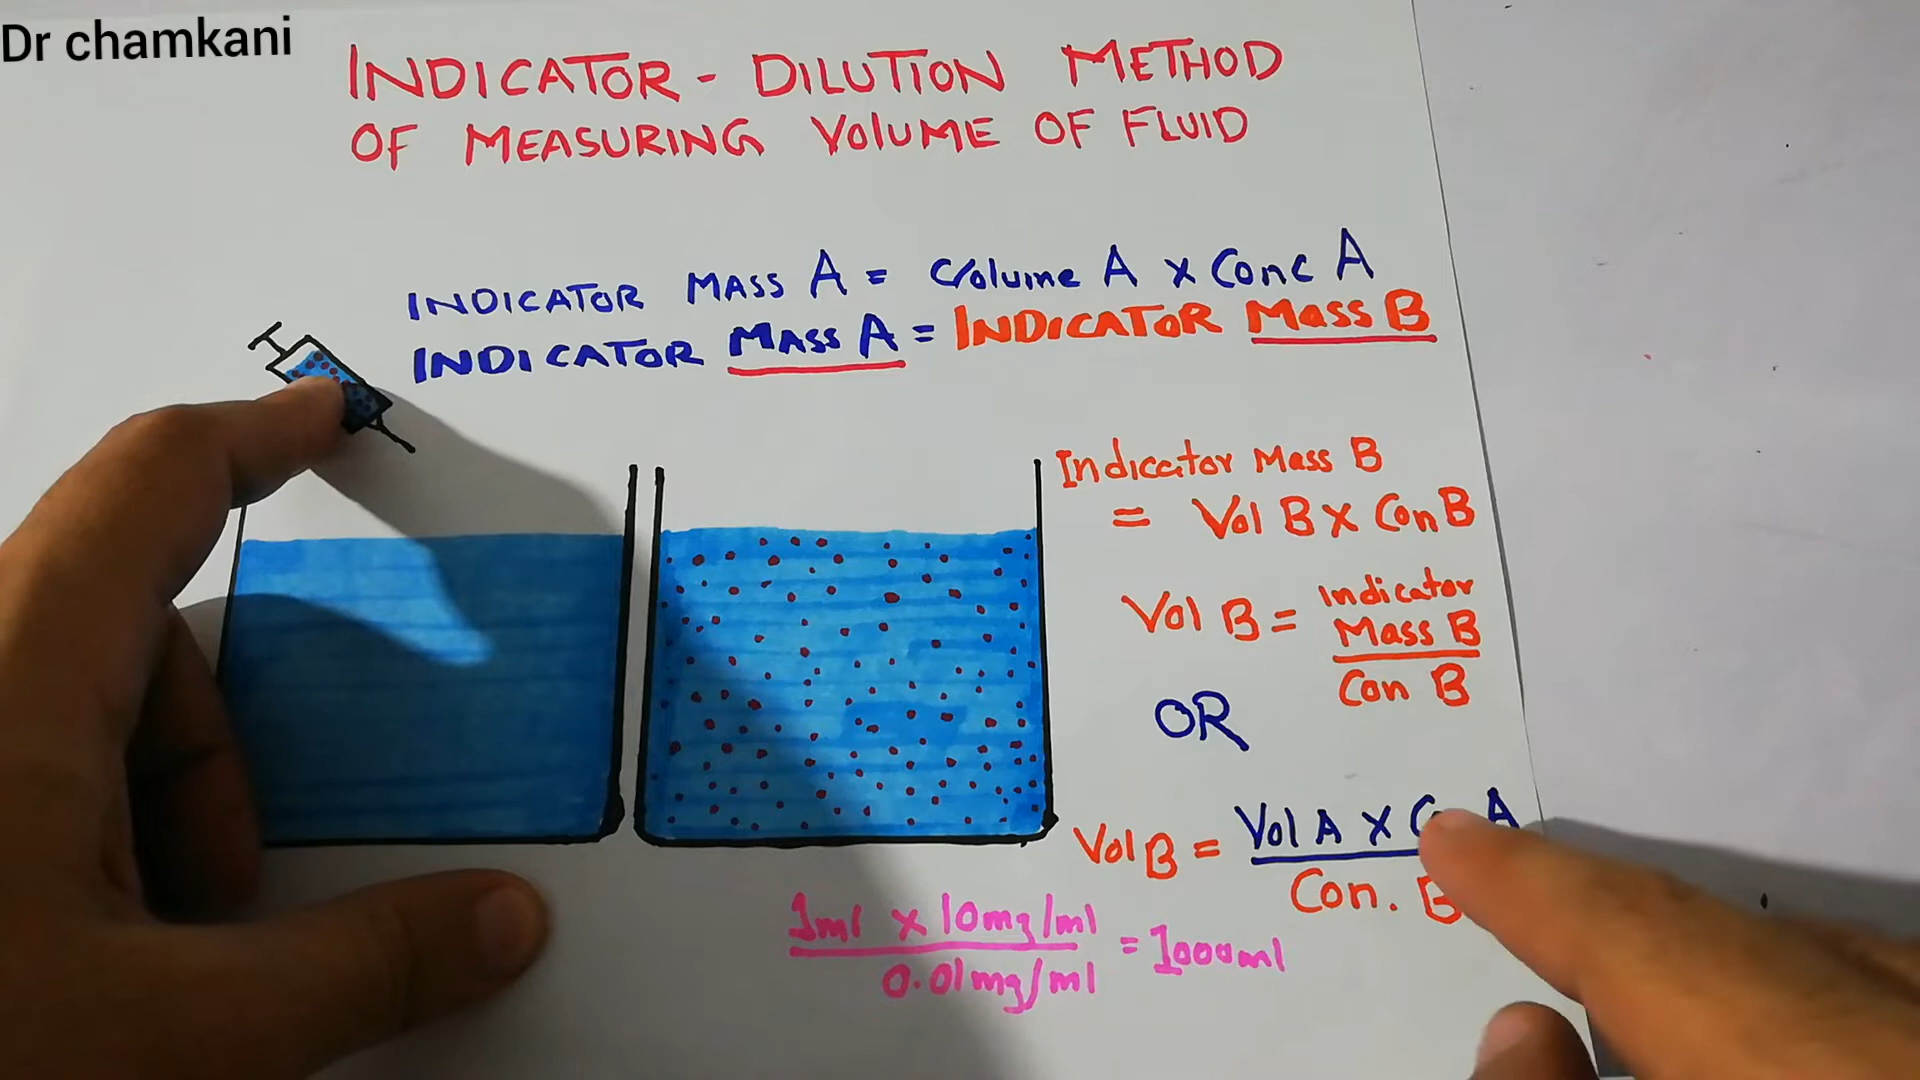 Dr chamkani
INDICATOR - DILUTION METHOD
OF MEASURING VOlUME OF FLUID
INDICATOR MASS A = Volume A x Conc A
INDICATOR MASS A = INDICATOR MASS B
Indicator Mass B
= Vol B x Con B
Vol B = Indicator
Mass B
Con B
OR
Vol B = Vol A x A
Con. B
1ml x 10mg/ml
0.01mg/ml
= 1000ml